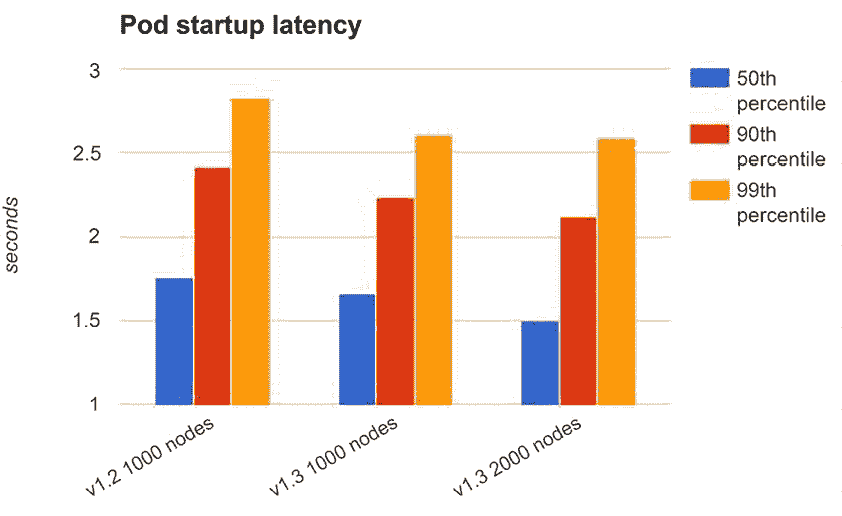 Pod startup latency
3
2.5
2
1.5
1
seconds
v1.2 1000 nodes
v1.3 1000 nodes
v1.3 2000 nodes
50th
percentile
90th
percentile
99th
percentile